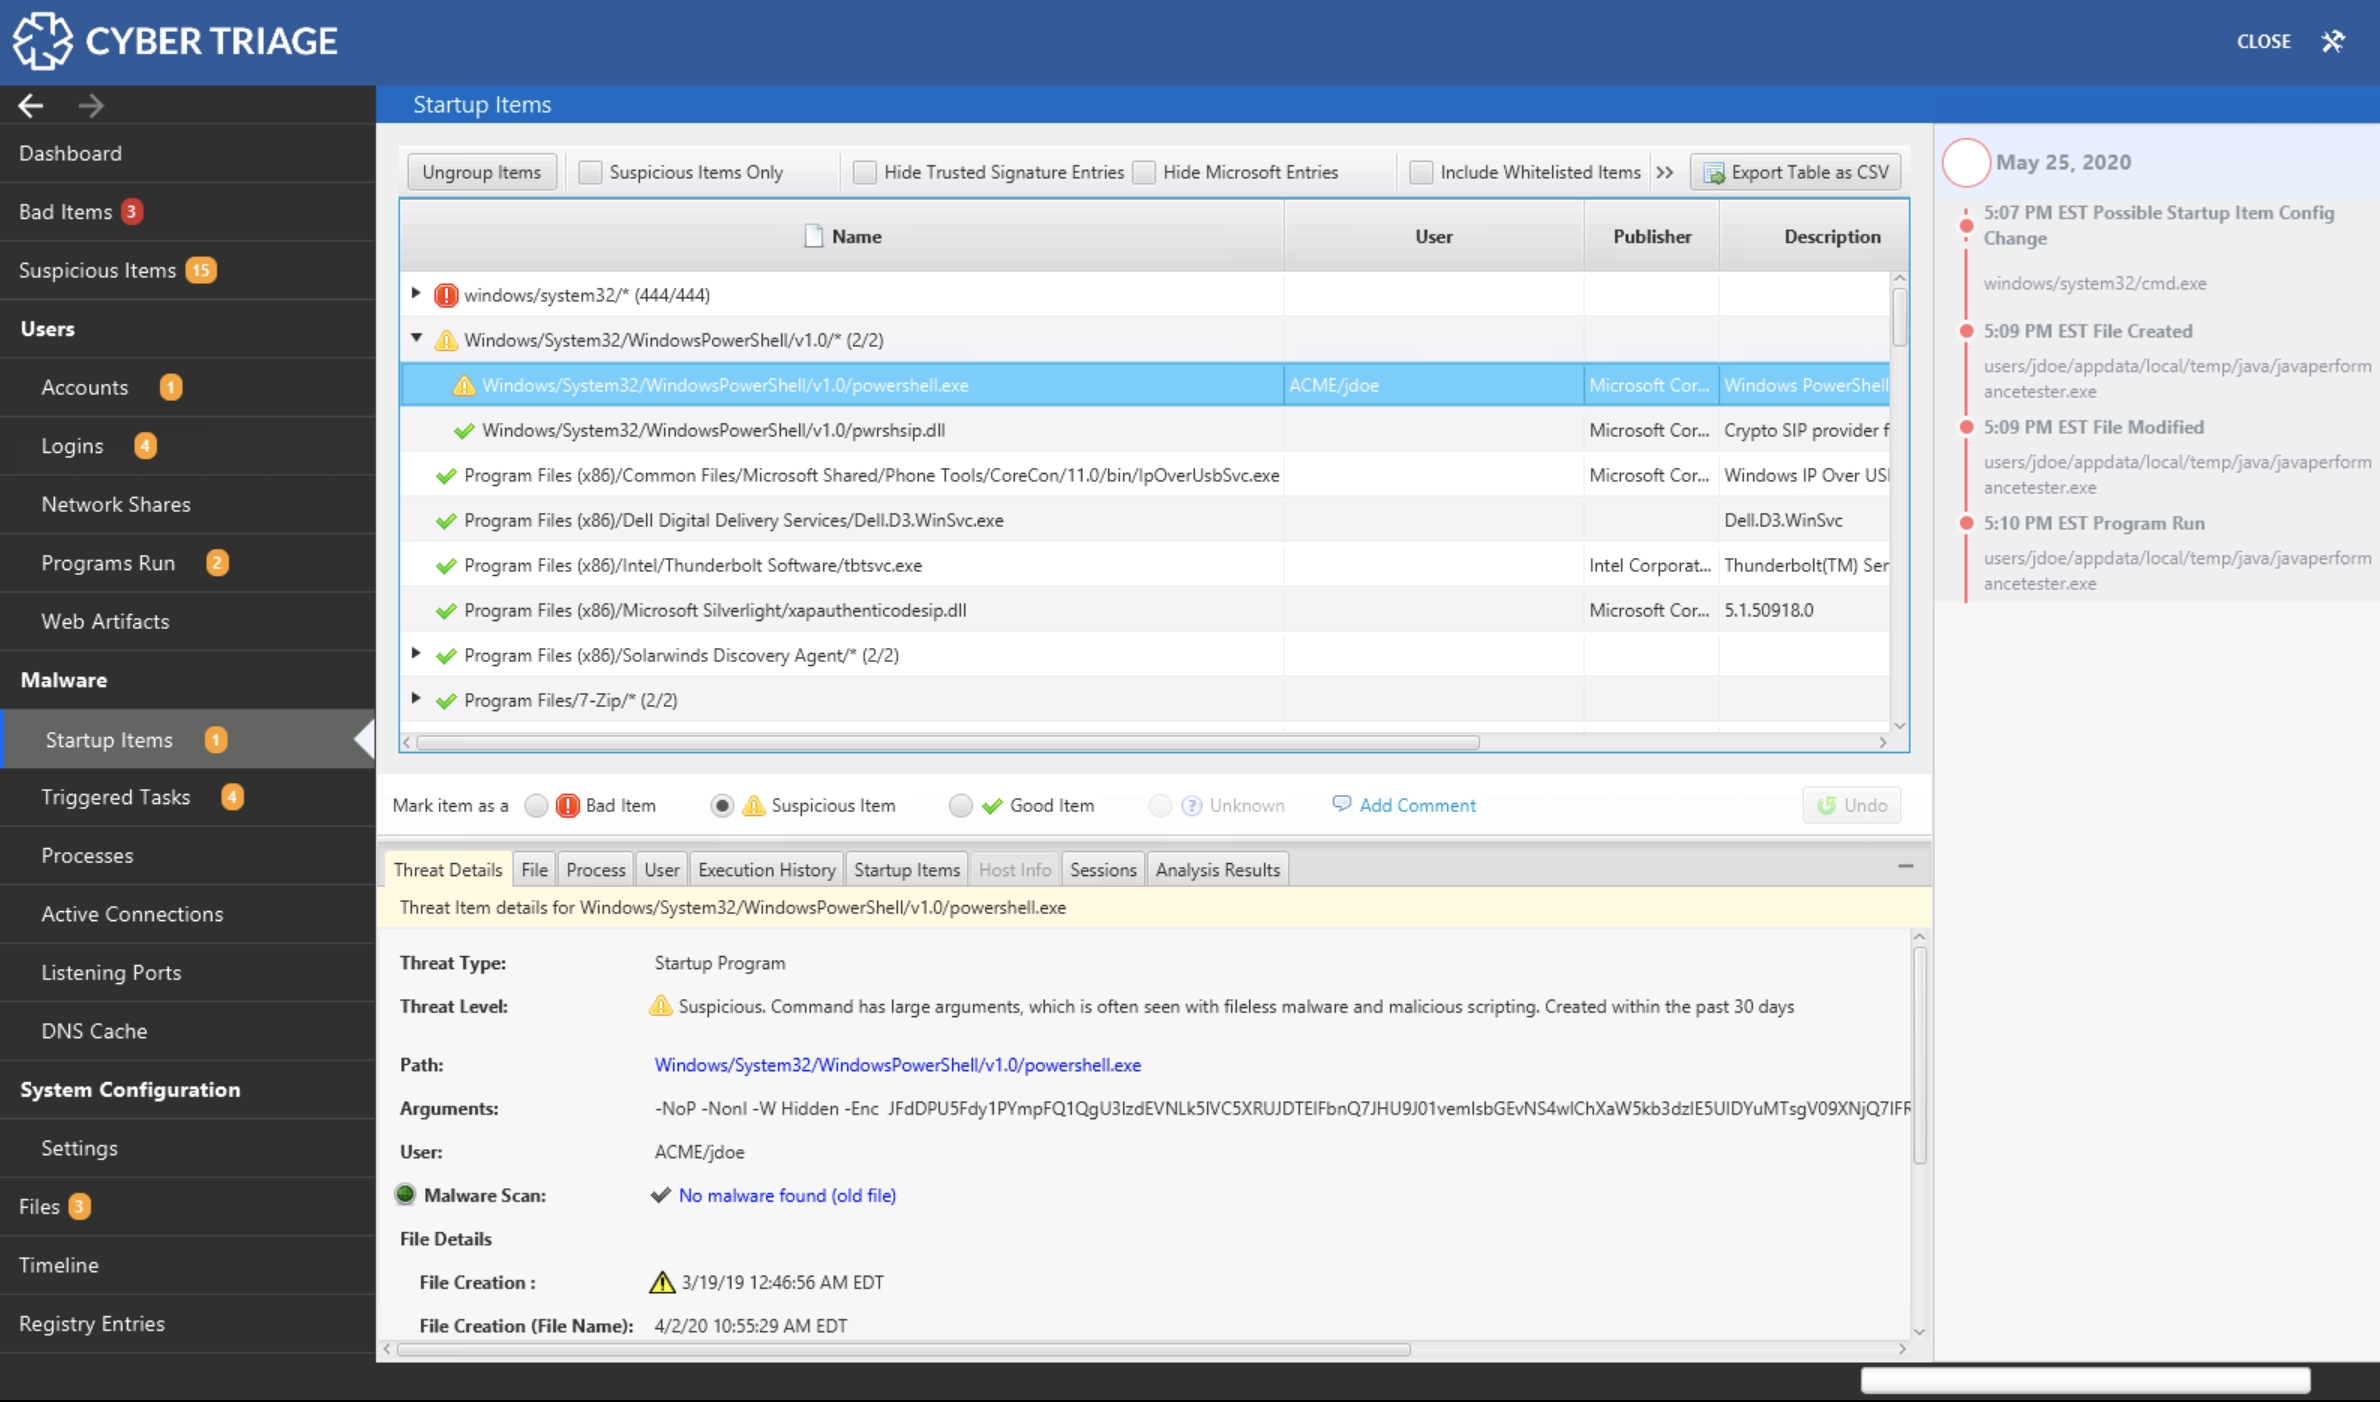 CYBER TRIAGE
CLOSE
Startup Items
Dashboard
Bad Items 3
Suspicious Items 15
Users
Accounts 1
Logins 4
Network Shares
Programs Run 2
Web Artifacts
Malware
Startup Items 1
Triggered Tasks 4
Processes
Active Connections
Listening Ports
DNS Cache
System Configuration
Settings
Files 3
Timeline
Registry Entries
Ungroup Items Suspicious Items Only Hide Trusted Signature Entries Hide Microsoft Entries Include Whitelisted Items >> Export Table as CSV
Name User Publisher Description
windows/system32/* (444/444)
Windows/System32/WindowsPowerShell/v1.0/* (2/2)
Windows/System32/WindowsPowerShell/v1.0/powershell.exe ACME/jdoe Microsoft Cor... Windows PowerShell
Windows/System32/WindowsPowerShell/v1.0/pwrshsip.dll Microsoft Cor... Crypto SIP provider f
Program Files (x86)/Common Files/Microsoft Shared/Phone Tools/CoreCon/11.0/bin/IpOverUsbSvc.exe Microsoft Cor... Windows IP Over US
Program Files (x86)/Dell Digital Delivery Services/Dell.D3.WinSvc.exe Dell.D3.WinSvc
Program Files (x86)/Intel/Thunderbolt Software/tbtsvc.exe Intel Corporat... Thunderbolt(TM) Ser
Program Files (x86)/Microsoft Silverlight/xapauthenticodesip.dll Microsoft Cor... 5.1.50918.0
Program Files (x86)/Solarwinds Discovery Agent/* (2/2)
Program Files/7-Zip/* (2/2)
Mark item as a Bad Item Suspicious Item Good Item Unknown Add Comment Undo
Threat Details File Process User Execution History Startup Items Host Info Sessions Analysis Results
Threat Item details for Windows/System32/WindowsPowerShell/v1.0/powershell.exe
Threat Type: Startup Program
Threat Level: Suspicious. Command has large arguments, which is often seen with fileless malware and malicious scripting. Created within the past 30 days
Path: Windows/System32/WindowsPowerShell/v1.0/powershell.exe
Arguments: -NoP -NonI -W Hidden -Enc
User: ACME/jdoe
Malware Scan: No malware found (old file)
File Details
File Creation : 3/19/19 12:46:56 AM EDT
File Creation (File Name): 4/2/20 10:55:29 AM EDT
May 25, 2020
5:07 PM EST Possible Startup Item Config
Change
windows/system32/cmd.exe
5:09 PM EST File Created
users/jdoe/appdata/local/temp/java/javaperform
ancetester.exe
5:09 PM EST File Modified
users/jdoe/appdata/local/temp/java/javaperform
ancetester.exe
5:10 PM EST Program Run
users/jdoe/appdata/local/temp/java/javaperform
ancetester.exe